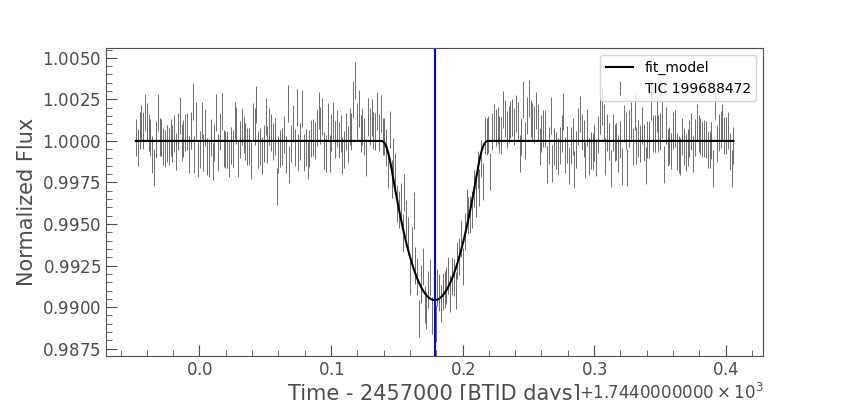 1.0050
1.0025
1.0000
0.9975
0.9950
0.9925
0.9900
0.9875
Normalized Flux
fit_model
TIC 199688472
0.0 0.1 0.2 0.3 0.4
Time - 2457000 [BTJD days]
+1.7440000000 × 10³